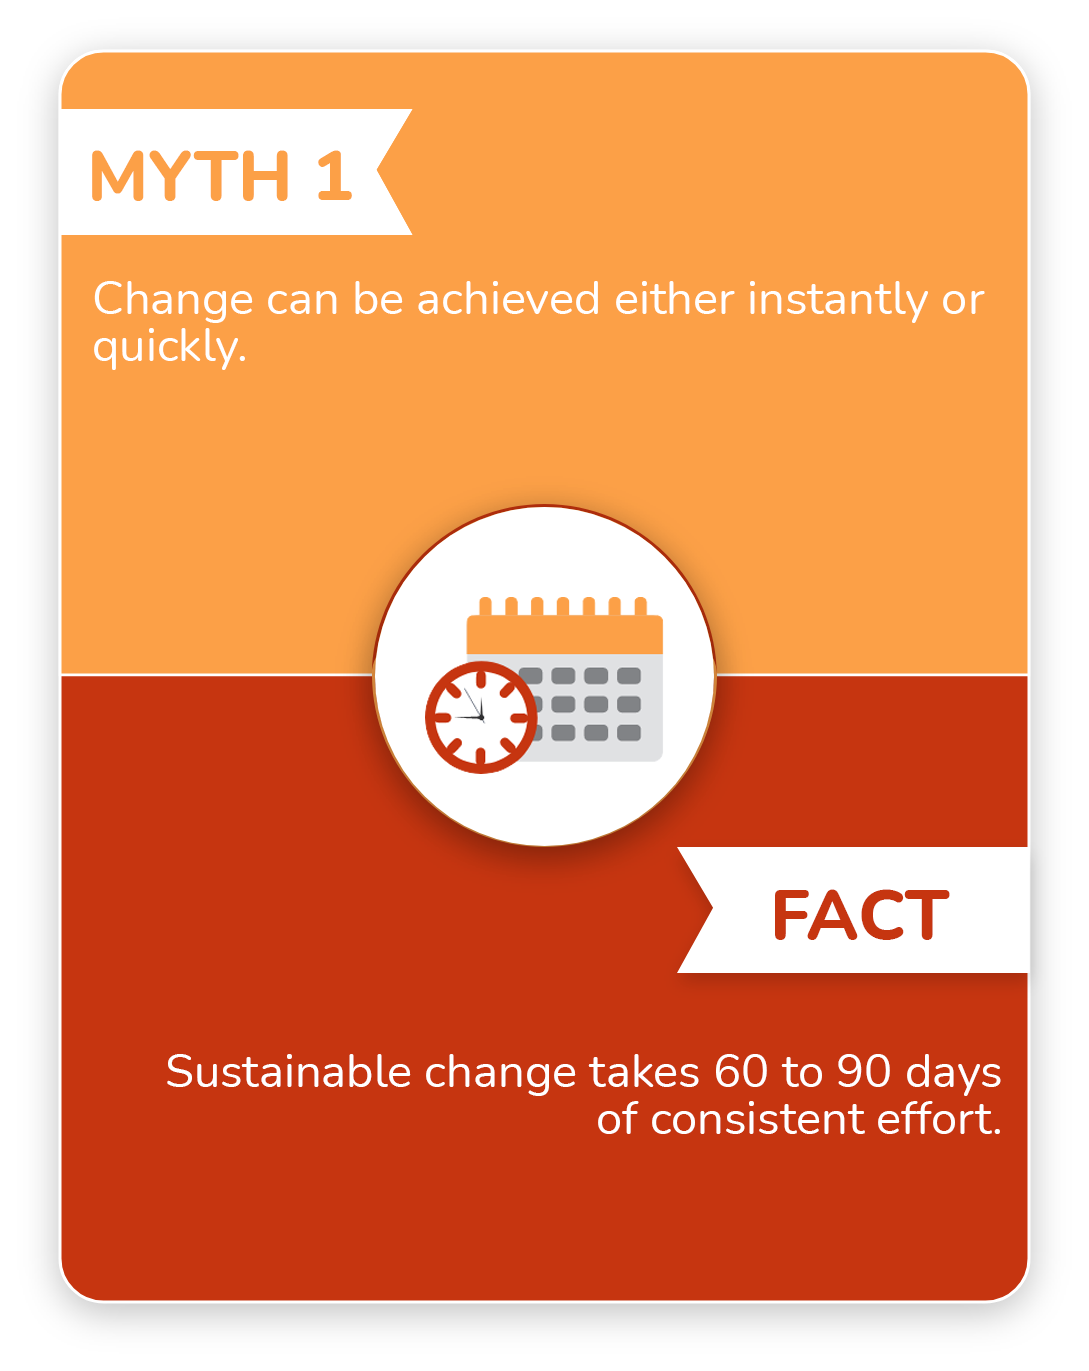 MYTH 1
Change can be achieved either instantly or
quickly.
FACT
Sustainable change takes 60 to 90 days
of consistent effort.